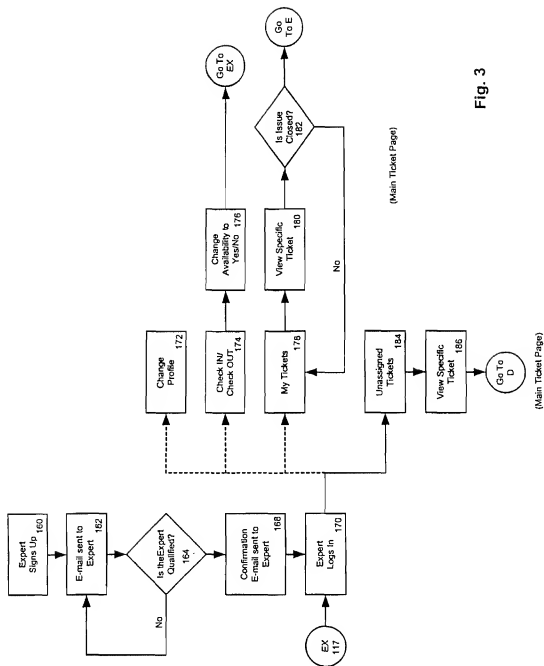 Expert
Signs Up 160
E-mail sent to
Expert 162
Is theExpert
Qualified?
164
No
Confirmation
E-mail sent to
Expert 168
EX
117
Expert
Logs In 170
Change
Profile 172
Check IN/
Check OUT 174
Change
Availability to
Yes/No 176
Go To
EX
My Tickets
178
View Specific
Ticket 180
Is Issue
Closed?
182
No
Go
To E
(Main Ticket Page)
Unassigned
Tickets 184
View Specific
Ticket 186
Go To
D
(Main Ticket Page)
Fig. 3